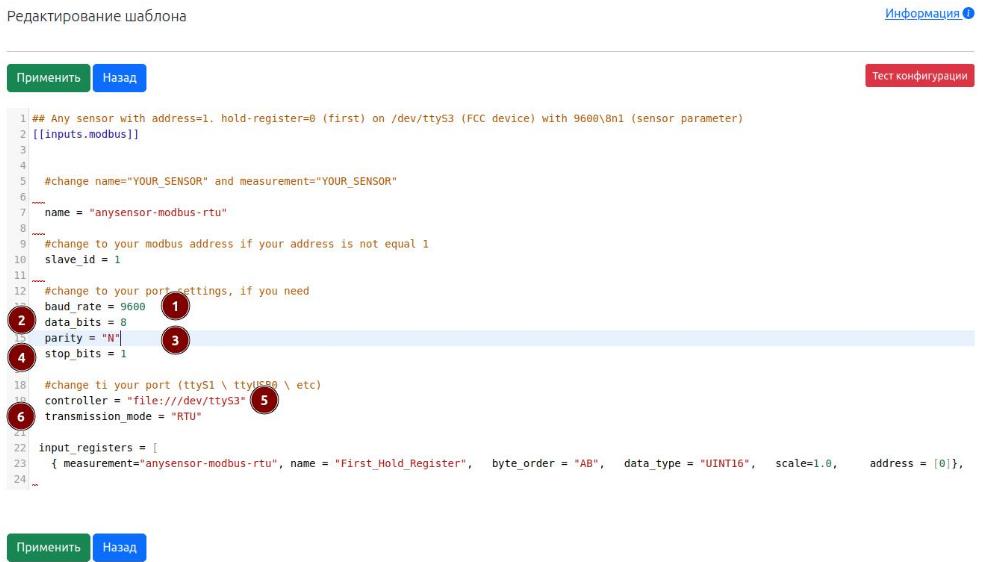 Редактирование шаблона
Информация
Применить Назад Тест конфигурации
1 ## Any sensor with address=1. hold-register=0 (first) on /dev/ttyS3 (FCC device) with 9600\8n1 (sensor parameter)
2 [[inputs.modbus]]
3
4
5 #change name="YOUR_SENSOR" and measurement="YOUR_SENSOR"
6
7 name = "anysensor-modbus-rtu"
8
9 #change to your modbus address if your address is not equal 1
10 slave_id = 1
11
12 #change to your port settings, if you need
baud_rate = 9600 1
2 data_bits = 8
15 parity = "N" 3
4 stop_bits = 1
18 #change ti your port (ttyS1 \ ttyUSB0 \ etc)
controller = "file:///dev/ttyS3" 5
6 transmission_mode = "RTU"
21
22 input_registers = [
23 { measurement="anysensor-modbus-rtu", name = "First_Hold_Register", byte_order = "AB", data_type = "UINT16", scale=1.0, address = [0]},
24
Применить Назад